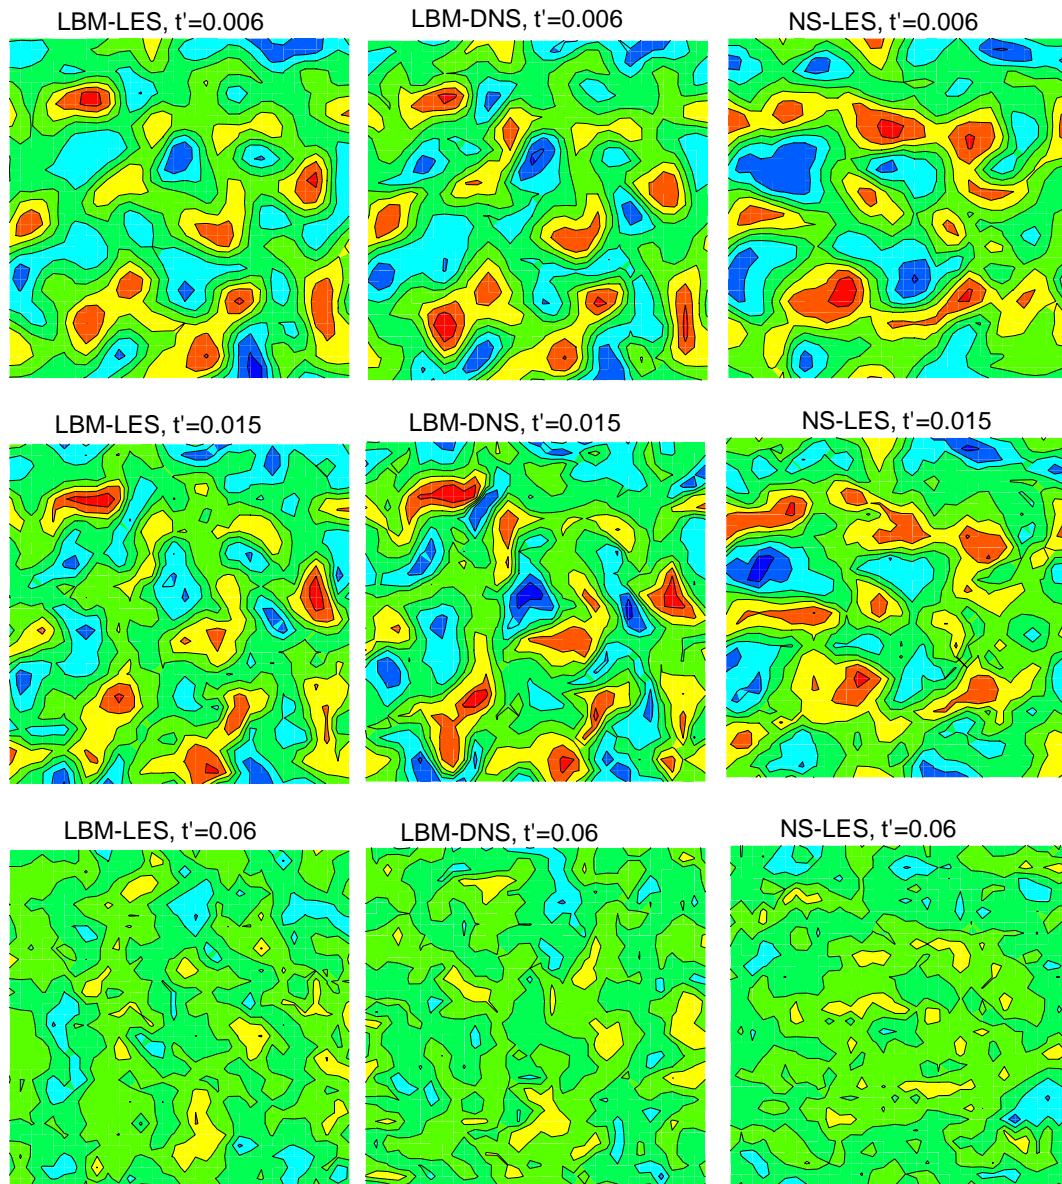 LBM-LES, t'=0.006
LBM-DNS, t'=0.006
NS-LES, t'=0.006
LBM-LES, t'=0.015
LBM-DNS, t'=0.015
NS-LES, t'=0.015
LBM-LES, t'=0.06
LBM-DNS, t'=0.06
NS-LES, t'=0.06